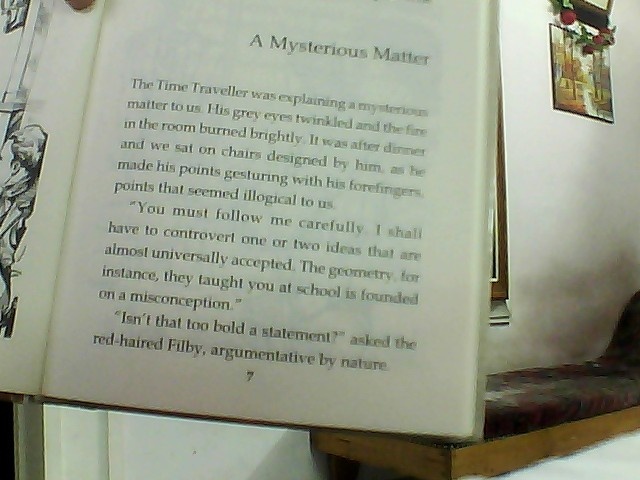 A Mysterious Matter
The Time Traveller was explaining a mysterious
matter to us. His grey eyes twinkled and the fire
in the room burned brightly. It was after dinner
and we sat on chairs designed by him, as he
made his points gesturing with his forefingers,
points that seemed illogical to us.
"You must follow me carefully. I shall
have to controvert one or two ideas that are
almost universally accepted. The geometry, for
instance, they taught you at school is founded
on a misconception."
"Isn't that too bold a statement?" asked the
red-haired Filby, argumentative by nature.
7